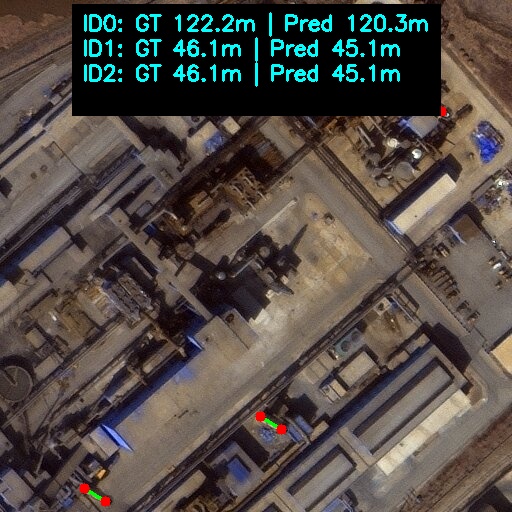 ID0: GT 122.2m | Pred 120.3m
ID1: GT 46.1m | Pred 45.1m
ID2: GT 46.1m | Pred 45.1m